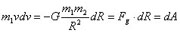 m₁vdv = −G m₁m₂/R² dR = F_g · dR = dA